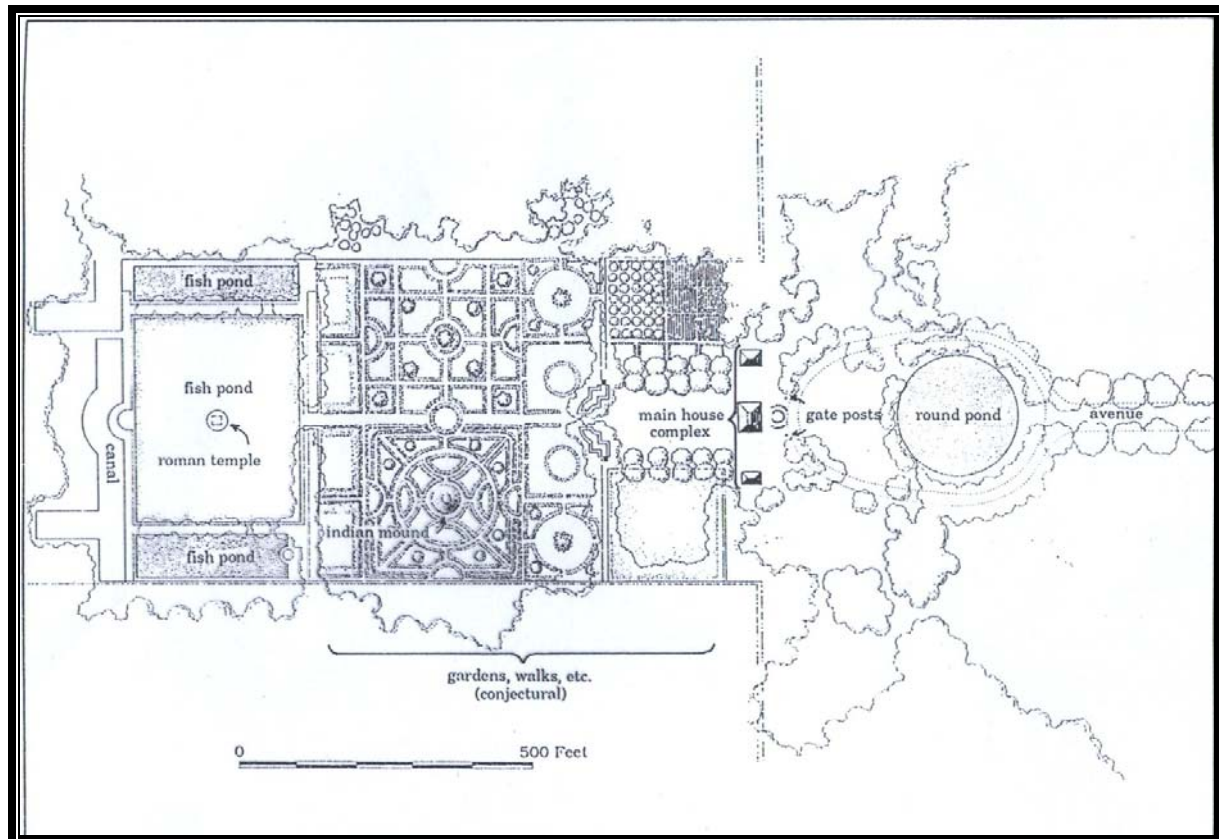 fish pond
fish pond
roman temple
canal
fish pond
indian mound
main house
complex
gate posts
round pond
avenue
gardens, walks, etc.
(conjectural)
0 500 Feet